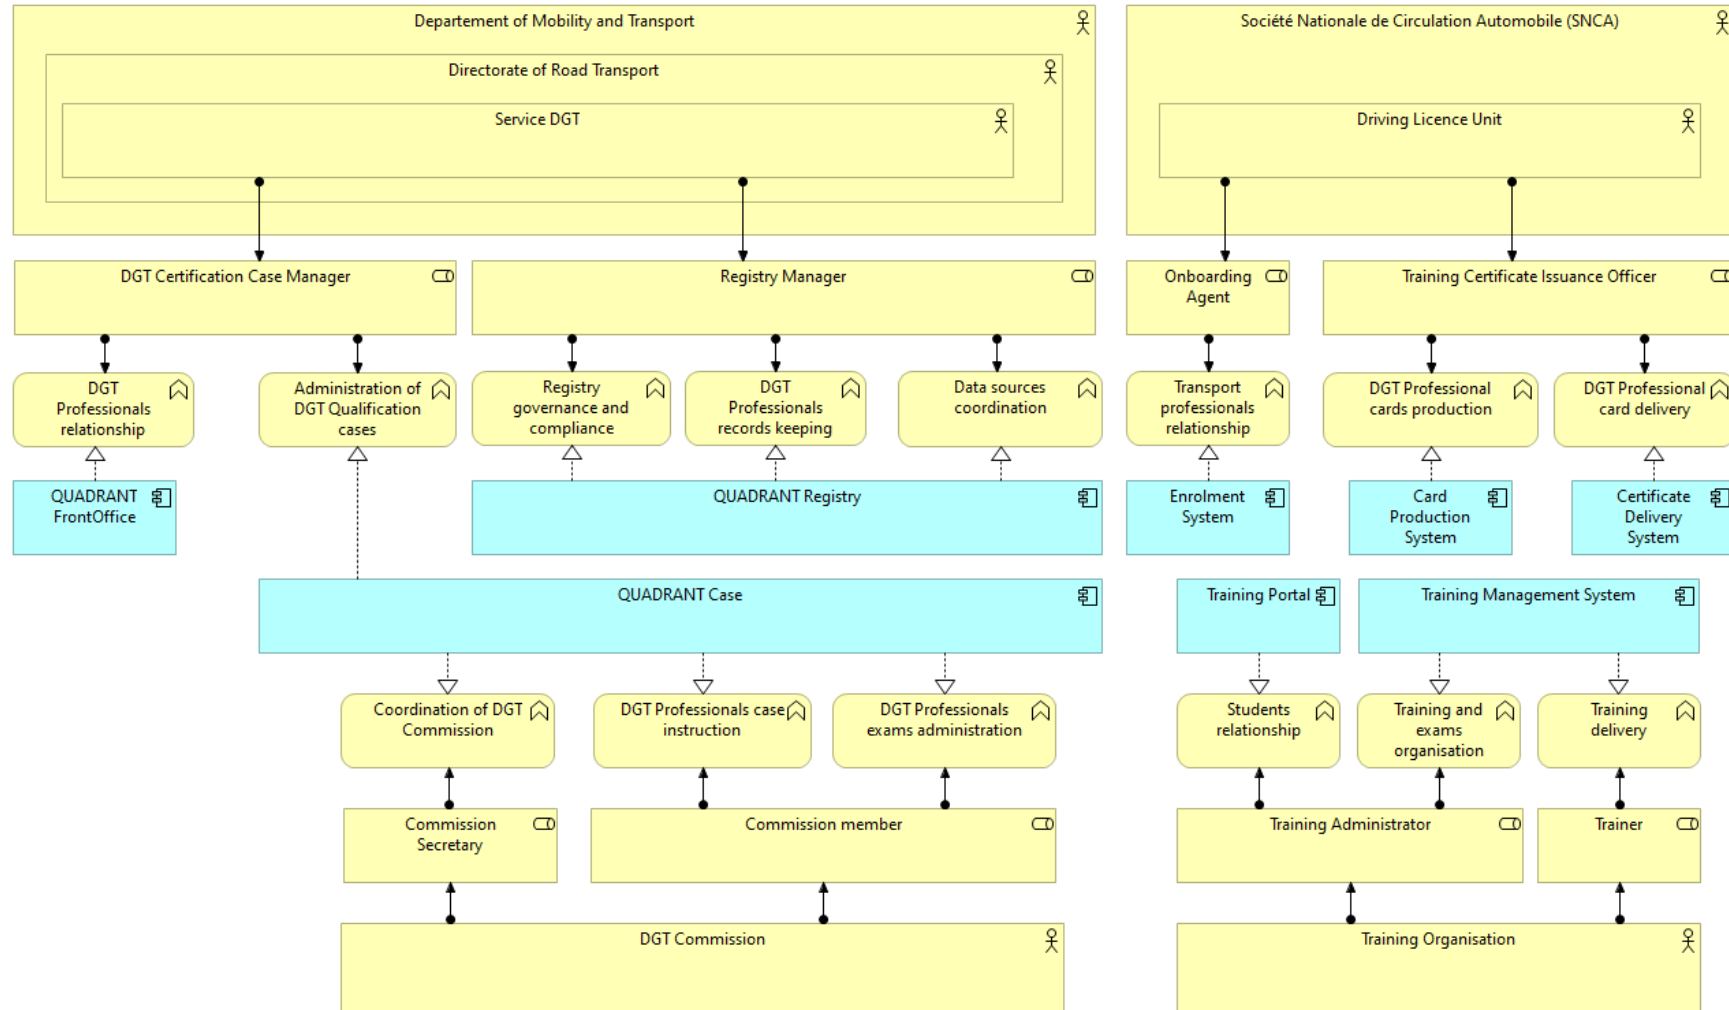 Departement of Mobility and Transport
Société Nationale de Circulation Automobile (SNCA)
Directorate of Road Transport
Service DGT
Driving Licence Unit
DGT Certification Case Manager
Registry Manager
Onboarding
Agent
Training Certificate Issuance Officer
DGT
Professionals
relationship
Administration of
DGT Qualification
cases
Registry
governance and
compliance
DGT
Professionals
records keeping
Data sources
coordination
Transport
professionals
relationship
DGT Professional
cards production
DGT Professional
card delivery
QUADRANT
FrontOffice
QUADRANT Registry
Enrolment
System
Card
Production
System
Certificate
Delivery
System
QUADRANT Case
Training Portal
Training Management System
Coordination of DGT
Commission
DGT Professionals case
instruction
DGT Professionals
exams administration
Students
relationship
Training and
exams
organisation
Training
delivery
Commission
Secretary
Commission member
Training Administrator
Trainer
DGT Commission
Training Organisation